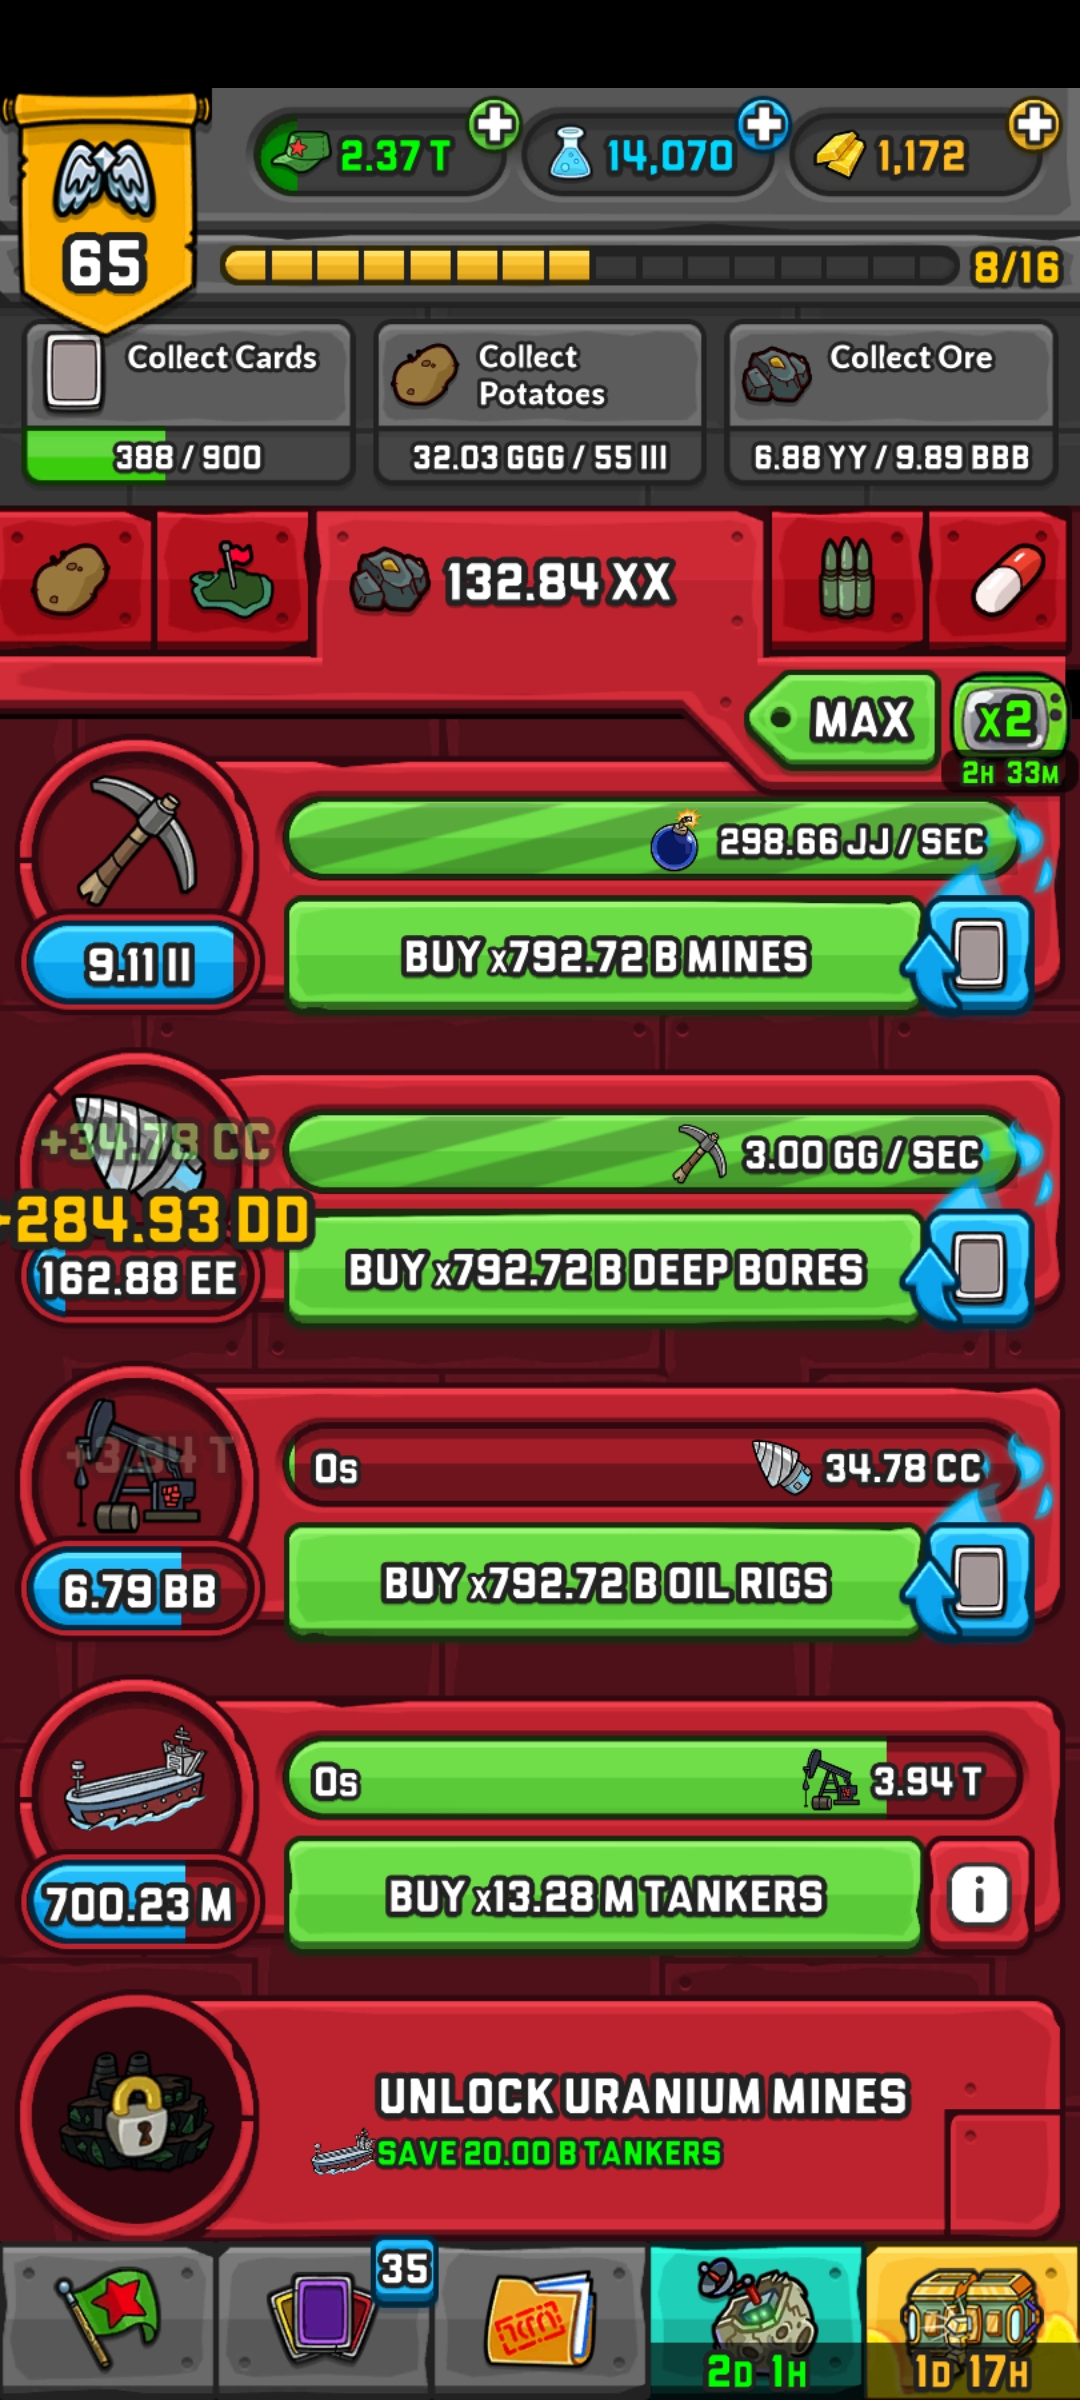 2.37 T
14,070
1,172
65
8/16
Collect Cards
388 / 900
Collect
Potatoes
32.03 GGG / 55 III
Collect Ore
6.88 YY / 9.89 BBB
132.84 XX
MAX
x2
2H 33M
298.66 JJ / SEC
9.11 II
BUY x792.72 B MINES
+34.78 CC
3.00 GG / SEC
-284.93 DD
162.88 EE
BUY x792.72 B DEEP BORES
+3.94 T
0s
34.78 CC
6.79 BB
BUY x792.72 B OIL RIGS
0s
3.94 T
700.23 M
BUY x13.28 M TANKERS
i
UNLOCK URANIUM MINES
SAVE 20.00 B TANKERS
35
2D 1H
1D 17H